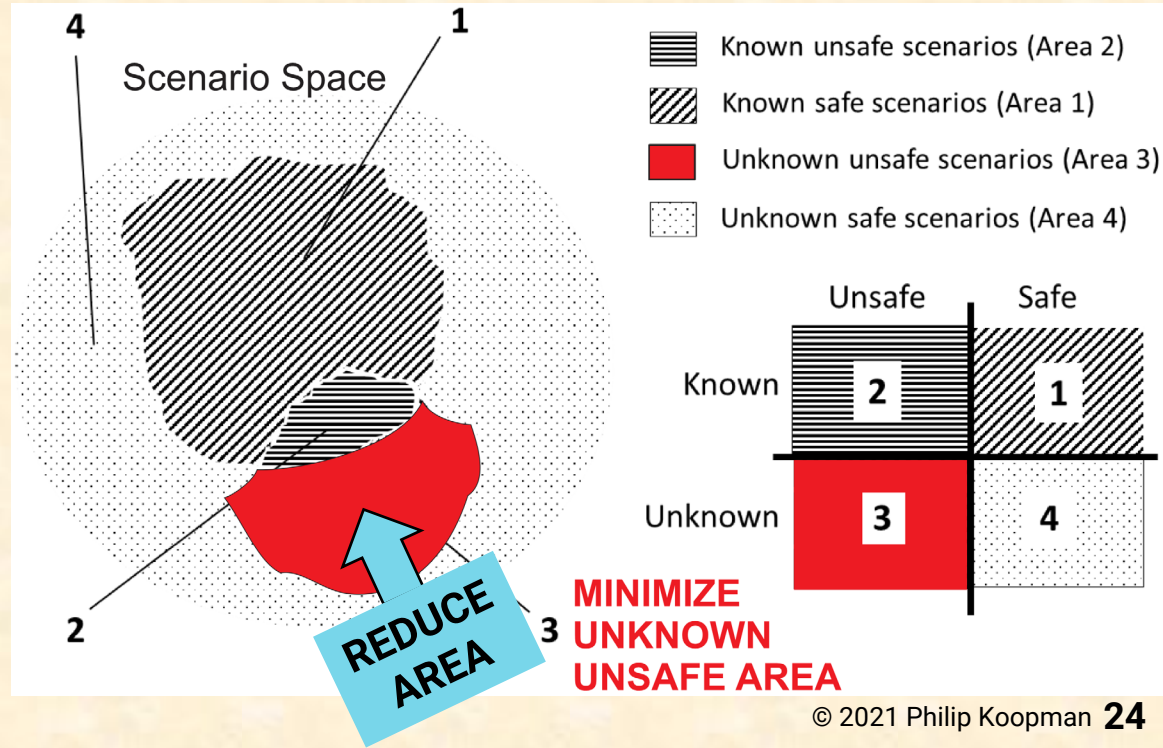 4
1
Scenario Space
2
3
REDUCE
AREA
MINIMIZE
UNKNOWN
UNSAFE AREA
Known unsafe scenarios (Area 2)
Known safe scenarios (Area 1)
Unknown unsafe scenarios (Area 3)
Unknown safe scenarios (Area 4)
Unsafe Safe
Known 2 1
Unknown 3 4
© 2021 Philip Koopman 24